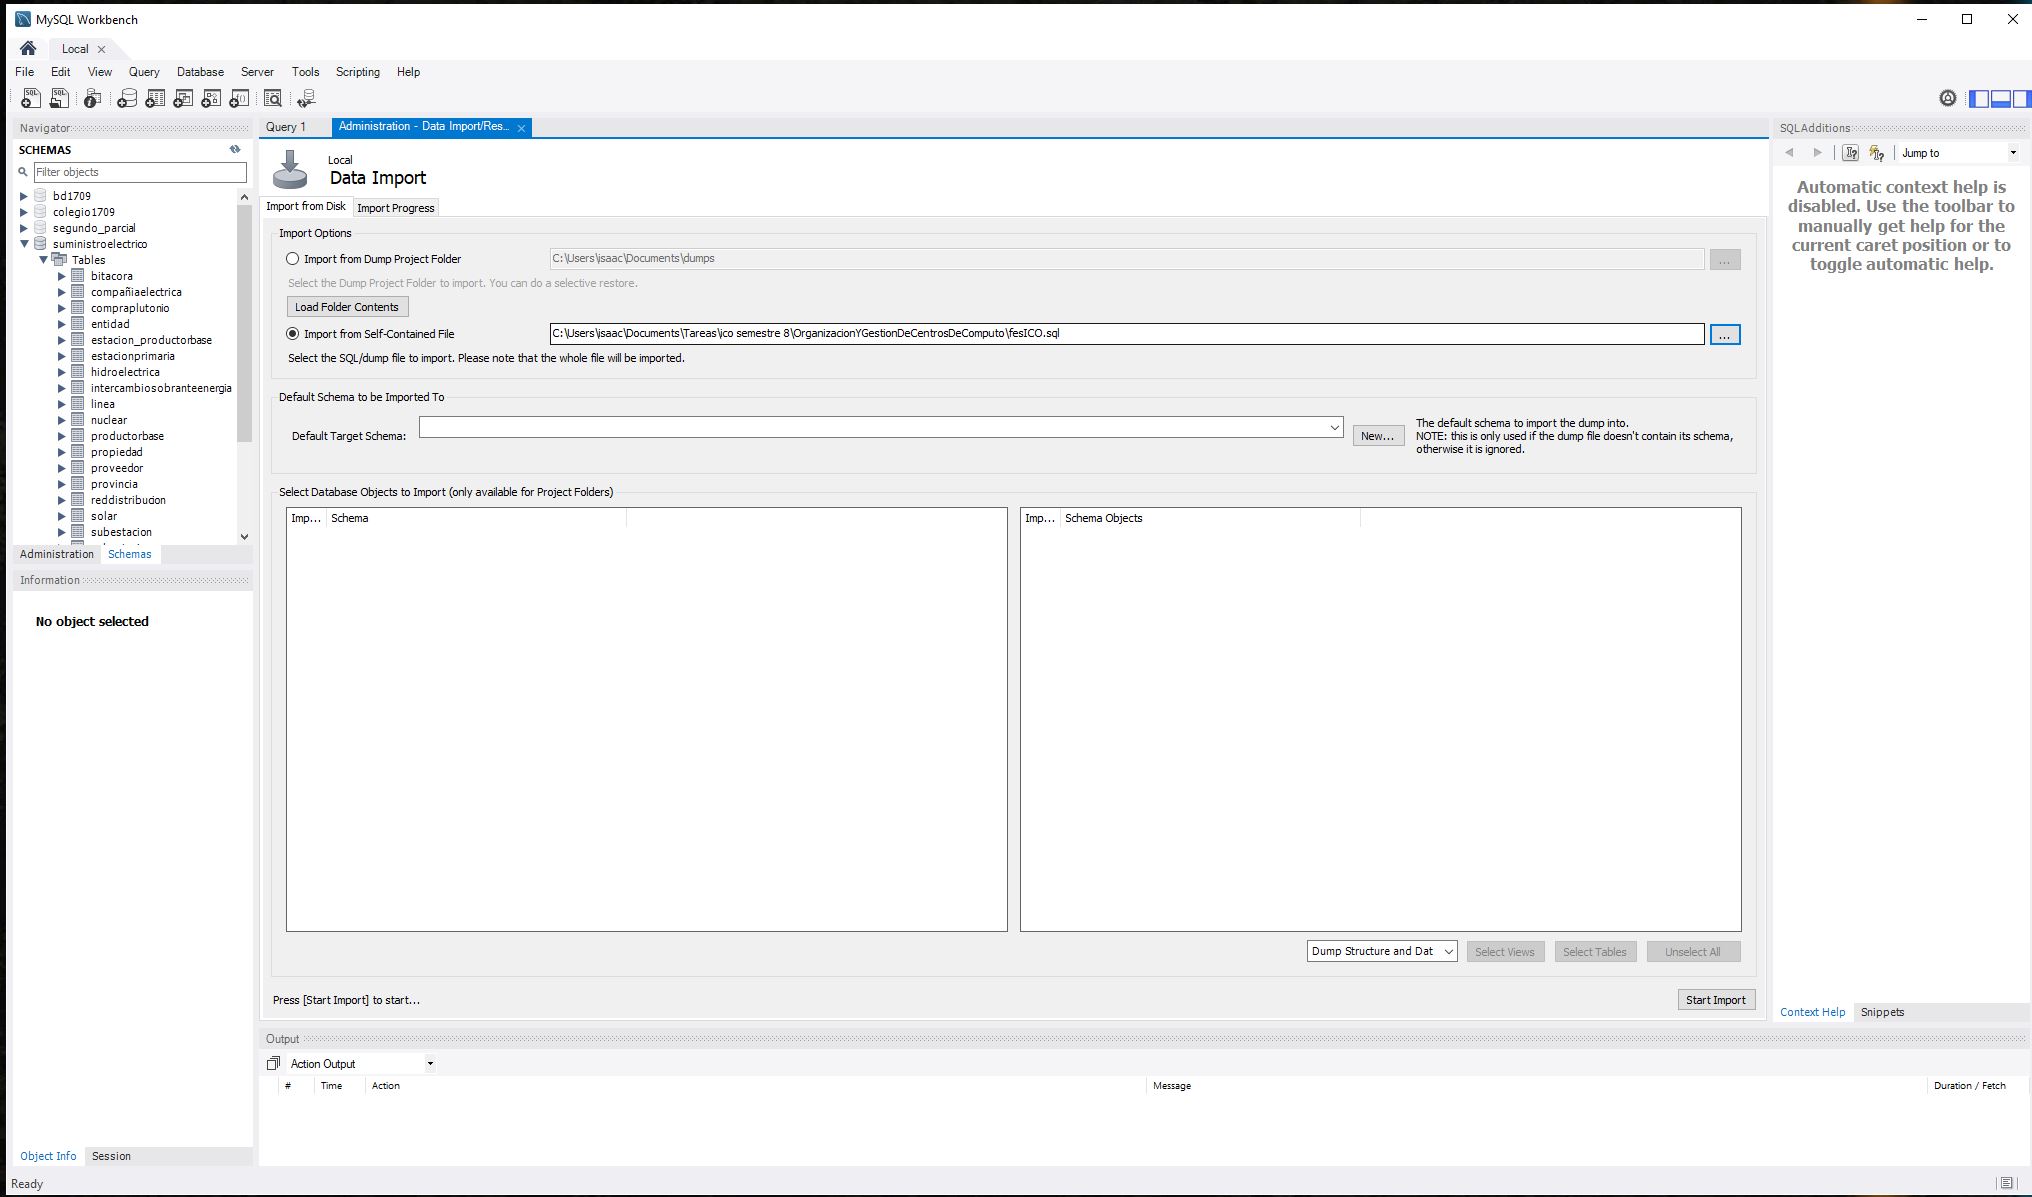 MySQL Workbench
Local
File Edit View Query Database Server Tools Scripting Help
Navigator
SCHEMAS
Filter objects
bd1709
colegio1709
segundo_parcial
suministroelectrico
Tables
bitacora
compañiaelectrica
compraplutonio
entidad
estacion_productorbase
estacionprimaria
hidroelectrica
intercambiosobranteenergia
linea
nuclear
productorbase
propiedad
proveedor
provincia
reddistribucion
solar
subestacion
Administration Schemas
Information
No object selected
Object Info Session
Ready
Query 1 Administration - Data Import/Res...
Local
Data Import
Import from Disk Import Progress
Import Options
Import from Dump Project Folder C:\Users\isaac\Documents\dumps ...
Select the Dump Project Folder to import. You can do a selective restore.
Load Folder Contents
Import from Self-Contained File C:\Users\isaac\Documents\Tareas\ico semestre 8\OrganizacionYGestionDeCentrosDeComputo\fesICO.sql ...
Select the SQL/dump file to import. Please note that the whole file will be imported.
Default Schema to be Imported To
Default Target Schema: New...
The default schema to import the dump into.
NOTE: this is only used if the dump file doesn't contain its schema,
otherwise it is ignored.
Select Database Objects to Import (only available for Project Folders)
Imp... Schema
Imp... Schema Objects
Dump Structure and Dat Select Views Select Tables Unselect All
Press [Start Import] to start... Start Import
Output
Action Output
# Time Action Message Duration / Fetch
SQLAdditions
Jump to
Automatic context help is
disabled. Use the toolbar to
manually get help for the
current caret position or to
toggle automatic help.
Context Help Snippets